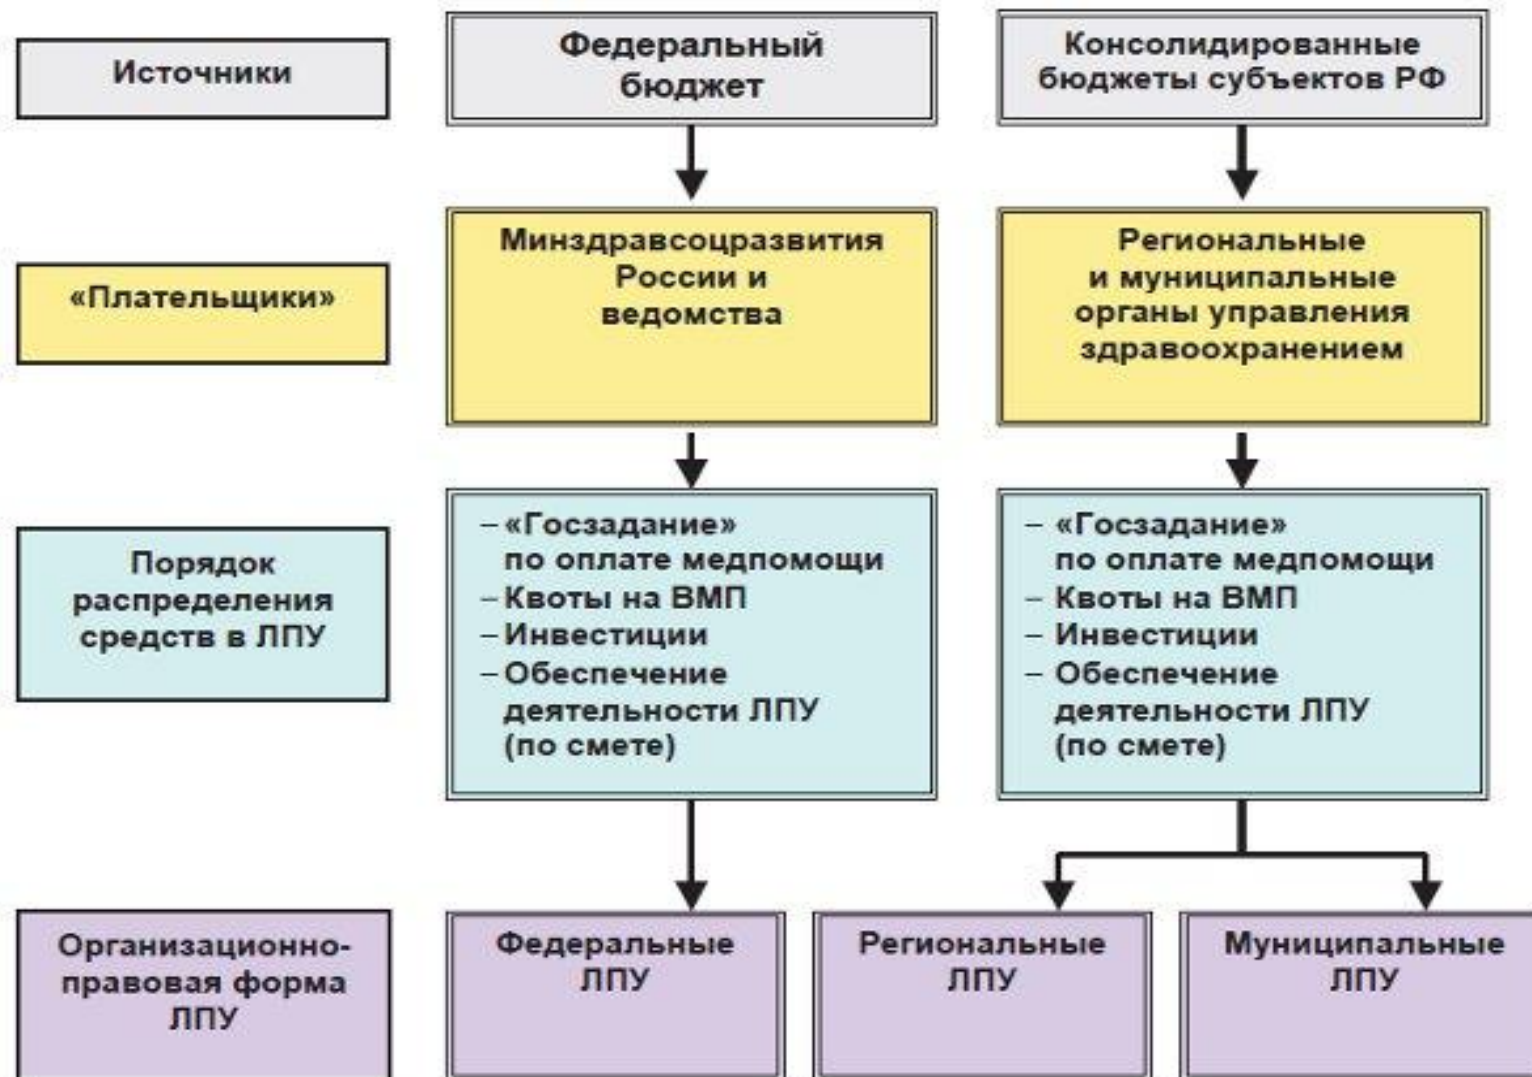 Источники
Федеральный
бюджет
Консолидированные
бюджеты субъектов РФ
«Плательщики»
Минздравсоцразвития
России и
ведомства
Региональные
и муниципальные
органы управления
здравоохранением
Порядок
распределения
средств в ЛПУ
– «Госзадание»
по оплате медпомощи
– Квоты на ВМП
– Инвестиции
– Обеспечение
деятельности ЛПУ
(по смете)
– «Госзадание»
по оплате медпомощи
– Квоты на ВМП
– Инвестиции
– Обеспечение
деятельности ЛПУ
(по смете)
Организационно-
правовая форма
ЛПУ
Федеральные
ЛПУ
Региональные
ЛПУ
Муниципальные
ЛПУ